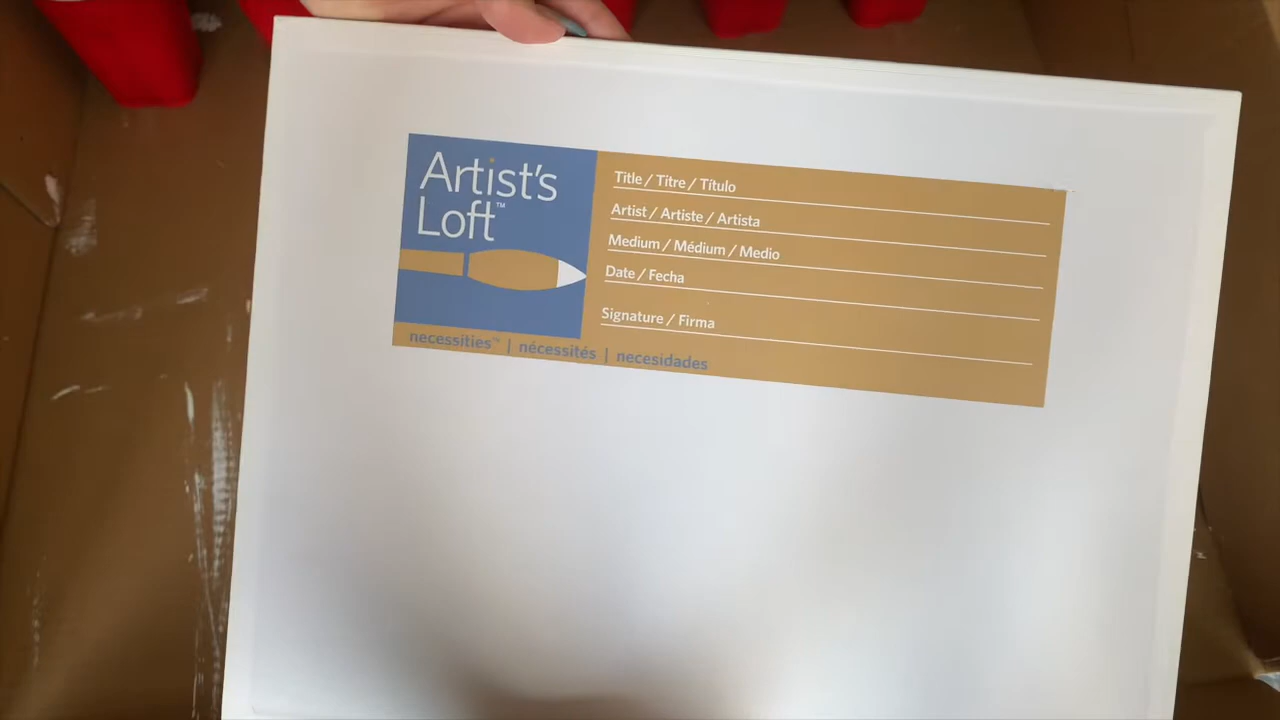 Artist's
Loft™
Title / Titre / Título
Artist / Artiste / Artista
Medium / Médium / Medio
Date / Fecha
Signature / Firma
necessities™ | nécessités | necesidades